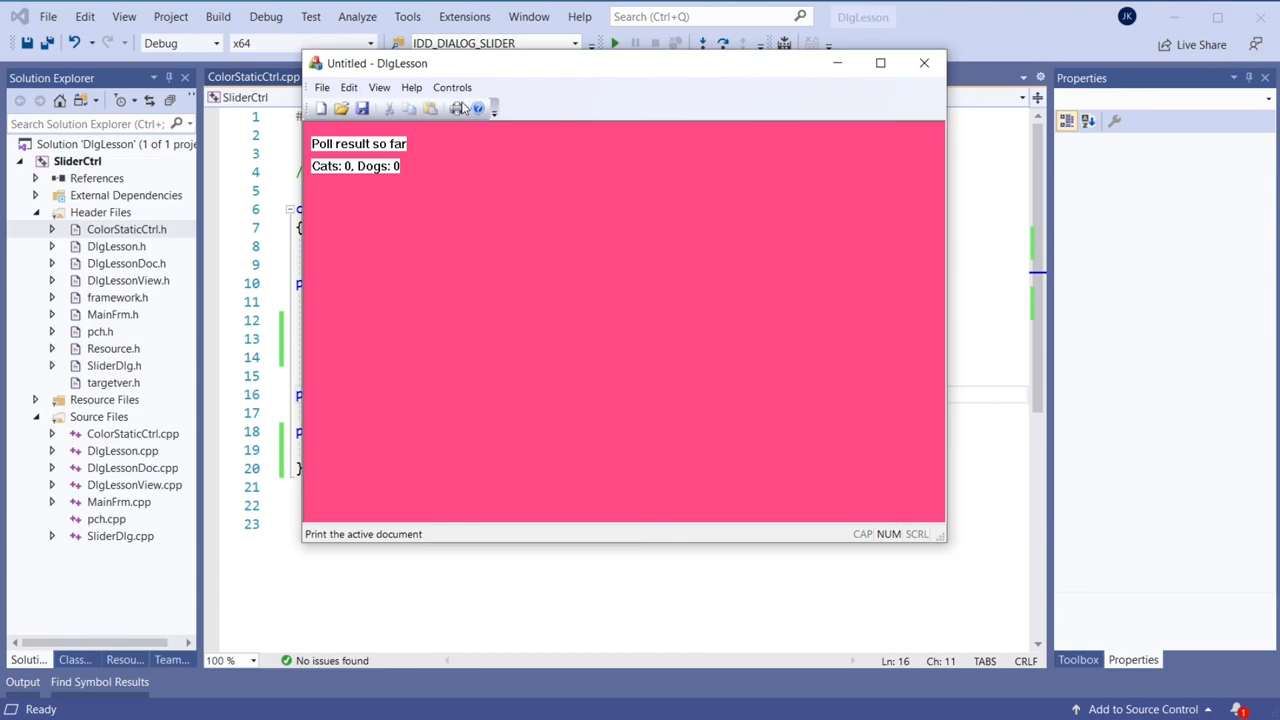 File Edit View Project Build Debug Test Analyze Tools Extensions Window Help Search (Ctrl+Q) DlgLesson JK
Debug x64 IDD_DIALOG_SLIDER Live Share
Solution Explorer
Search Solution Explorer (Ctrl+;
Solution 'DlgLesson' (1 of 1 proj
SliderCtrl
References
External Dependencies
Header Files
ColorStaticCtrl.h
DlgLesson.h
DlgLessonDoc.h
DlgLessonView.h
framework.h
MainFrm.h
pch.h
Resource.h
SliderDlg.h
targetver.h
Resource Files
Source Files
ColorStaticCtrl.cpp
DlgLesson.cpp
DlgLessonDoc.cpp
DlgLessonView.cpp
MainFrm.cpp
pch.cpp
SliderDlg.cpp
Soluti... Class... Resou... Team...
ColorStaticCtrl.cpp
SliderCtrl
1
2
3
4
5
6
7
8
9
10
11
12
13
14
15
16
17
18
19
20
21
22
23
Untitled - DlgLesson
File Edit View Help Controls
Poll result so far
Cats: 0, Dogs: 0
Print the active document CAP NUM SCRL
100 % No issues found Ln: 16 Ch: 11 TABS CRLF
Properties
Toolbox Properties
Output Find Symbol Results
Ready Add to Source Control 1